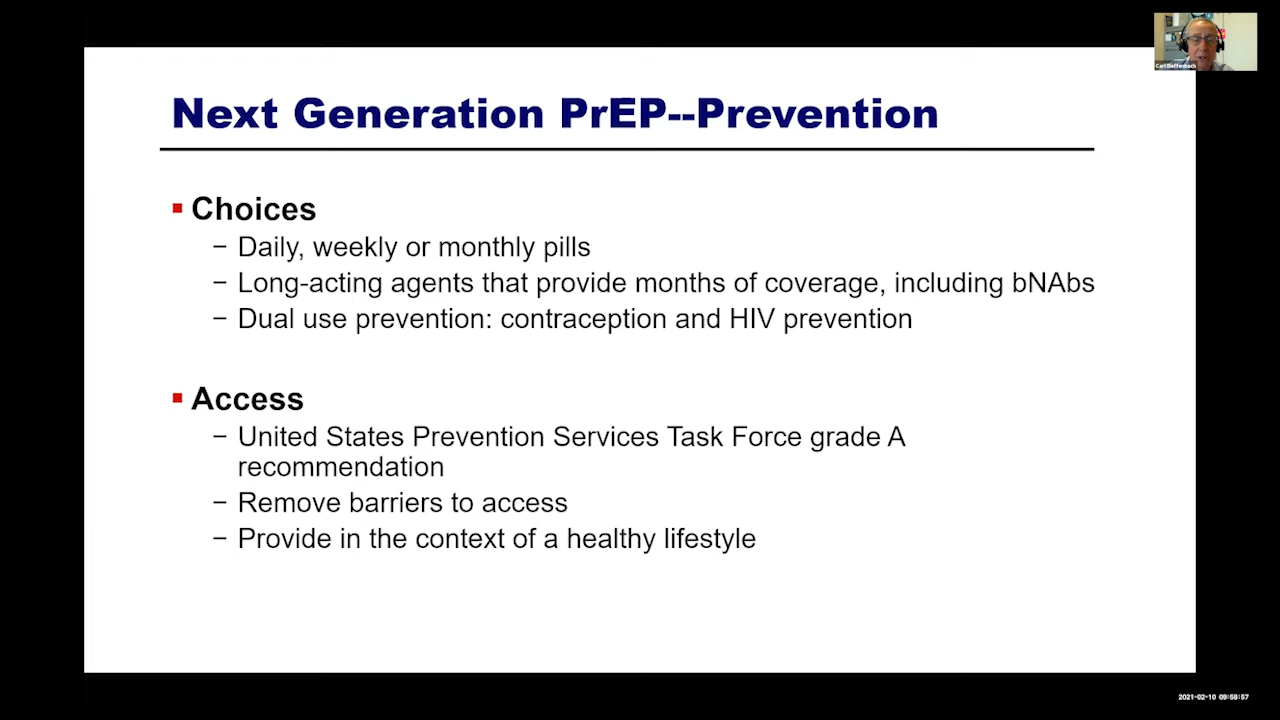 Next Generation PrEP--Prevention
Carl Dieffenbach
Choices
− Daily, weekly or monthly pills
− Long-acting agents that provide months of coverage, including bNAbs
− Dual use prevention: contraception and HIV prevention
Access
− United States Prevention Services Task Force grade A
recommendation
− Remove barriers to access
− Provide in the context of a healthy lifestyle
2021-02-10 09:58:57